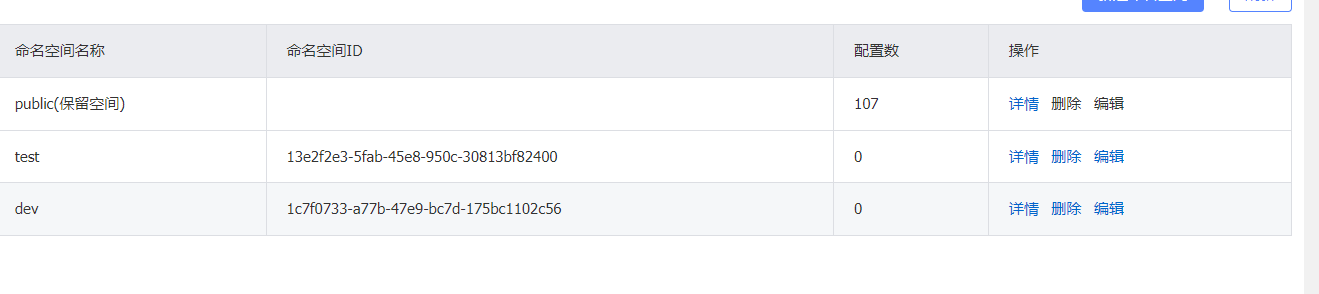 命名空间名称 命名空间ID 配置数 操作
public(保留空间) 107 详情 删除 编辑
test 13e2f2e3-5fab-45e8-950c-30813bf82400 0 详情 删除 编辑
dev 1c7f0733-a77b-47e9-bc7d-175bc1102c56 0 详情 删除 编辑